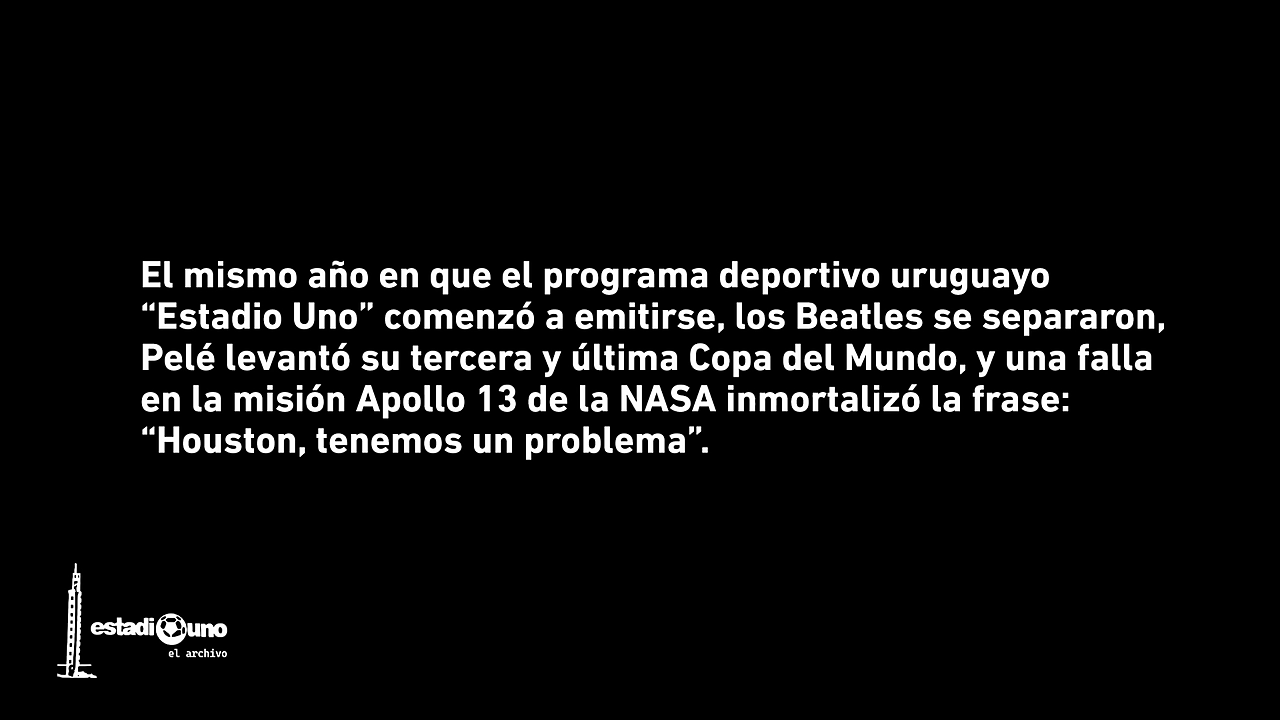 El mismo año en que el programa deportivo uruguayo
“Estadio Uno” comenzó a emitirse, los Beatles se separaron,
Pelé levantó su tercera y última Copa del Mundo, y una falla
en la misión Apollo 13 de la NASA inmortalizó la frase:
“Houston, tenemos un problema”.
estadi uno
el archivo